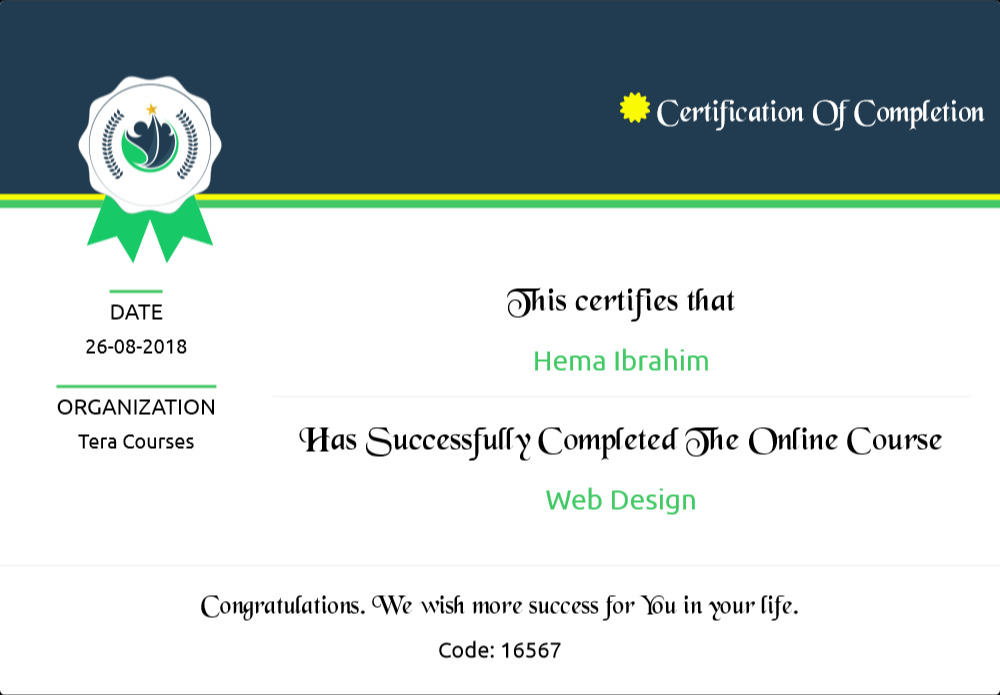 Certification Of Completion
DATE
26-08-2018
ORGANIZATION
Tera Courses
This certifies that
Hema Ibrahim
Has Successfully Completed The Online Course
Web Design
Congratulations. We wish more success for You in your life.
Code: 16567